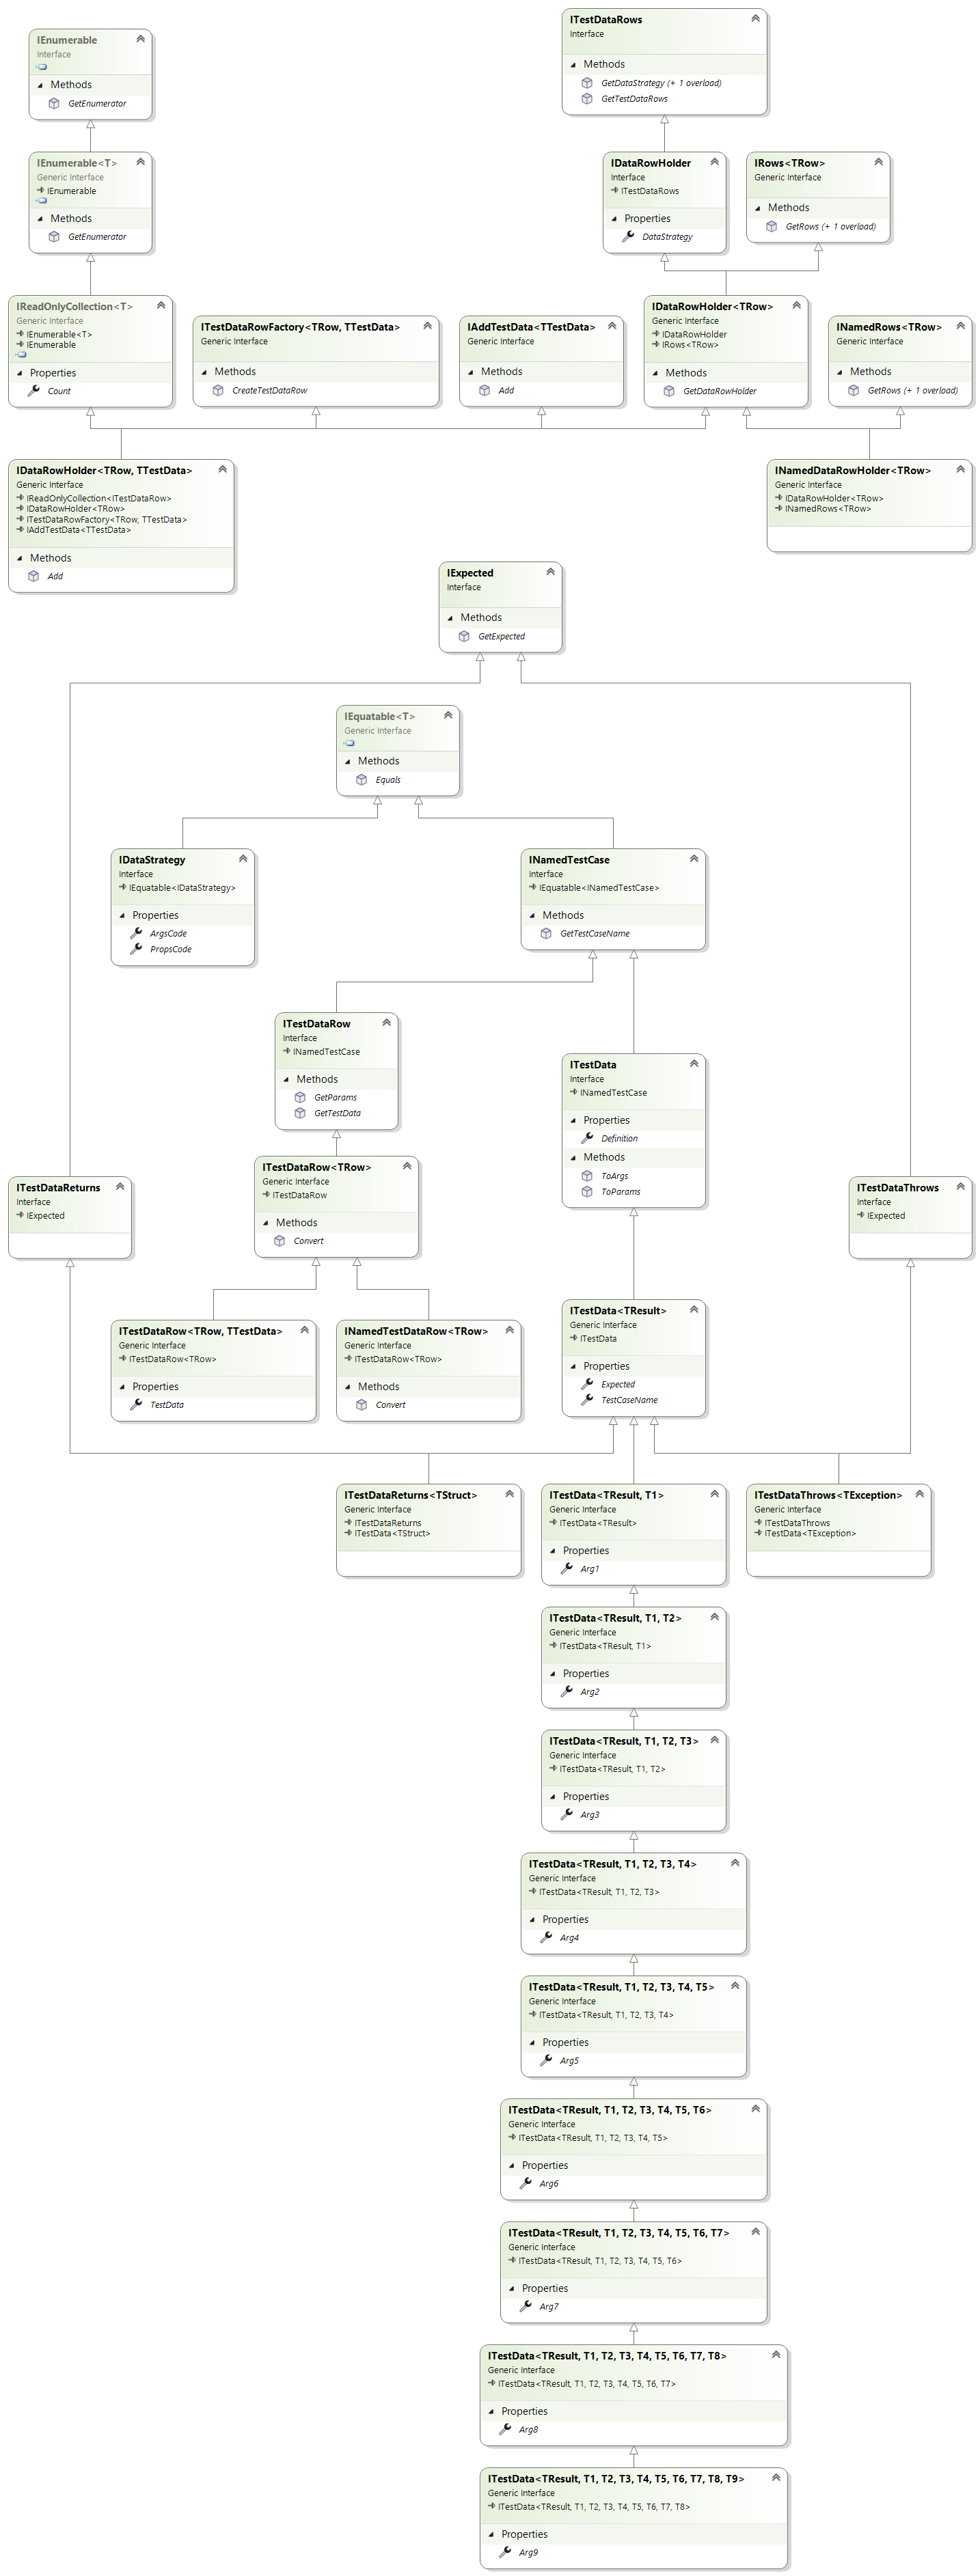 IEnumerable
Interface
Methods
GetEnumerator
ITestDataRows
Interface
Methods
GetDataStrategy (+ 1 overload)
GetTestDataRows
IEnumerable<T>
Generic Interface
IEnumerable
Methods
GetEnumerator
IDataRowHolder
Interface
ITestDataRows
Properties
DataStrategy
IRows<TRow>
Generic Interface
Methods
GetRows (+ 1 overload)
IReadOnlyCollection<T>
Generic Interface
IEnumerable<T>
IEnumerable
Properties
Count
ITestDataRowFactory<TRow, TTestData>
Generic Interface
Methods
CreateTestDataRow
IAddTestData<TTestData>
Generic Interface
Methods
Add
IDataRowHolder<TRow>
Generic Interface
IDataRowHolder
IRows<TRow>
Methods
GetDataRowHolder
INamedRows<TRow>
Generic Interface
Methods
GetRows (+ 1 overload)
IDataRowHolder<TRow, TTestData>
Generic Interface
IReadOnlyCollection<ITestDataRow>
IDataRowHolder<TRow>
ITestDataRowFactory<TRow, TTestData>
IAddTestData<TTestData>
Methods
Add
INamedDataRowHolder<TRow>
Generic Interface
IDataRowHolder<TRow>
INamedRows<TRow>
IExpected
Interface
Methods
GetExpected
IEquatable<T>
Generic Interface
Methods
Equals
IDataStrategy
Interface
IEquatable<IDataStrategy>
Properties
ArgsCode
PropsCode
INamedTestCase
Interface
IEquatable<INamedTestCase>
Methods
GetTestCaseName
ITestDataRow
Interface
INamedTestCase
Methods
GetParams
GetTestData
ITestData
Interface
INamedTestCase
Properties
Definition
Methods
ToArgs
ToParams
ITestDataReturns
Interface
IExpected
ITestDataRow<TRow>
Generic Interface
ITestDataRow
Methods
Convert
ITestDataThrows
Interface
IExpected
ITestDataRow<TRow, TTestData>
Generic Interface
ITestDataRow<TRow>
Properties
TestData
INamedTestDataRow<TRow>
Generic Interface
ITestDataRow<TRow>
Methods
Convert
ITestData<TResult>
Generic Interface
ITestData
Properties
Expected
TestCaseName
ITestDataReturns<TStruct>
Generic Interface
ITestDataReturns
ITestData<TStruct>
ITestData<TResult, T1>
Generic Interface
ITestData<TResult>
Properties
Arg1
ITestDataThrows<TException>
Generic Interface
ITestDataThrows
ITestData<TException>
ITestData<TResult, T1, T2>
Generic Interface
ITestData<TResult, T1>
Properties
Arg2
ITestData<TResult, T1, T2, T3>
Generic Interface
ITestData<TResult, T1, T2>
Properties
Arg3
ITestData<TResult, T1, T2, T3, T4>
Generic Interface
ITestData<TResult, T1, T2, T3>
Properties
Arg4
ITestData<TResult, T1, T2, T3, T4, T5>
Generic Interface
ITestData<TResult, T1, T2, T3, T4>
Properties
Arg5
ITestData<TResult, T1, T2, T3, T4, T5, T6>
Generic Interface
ITestData<TResult, T1, T2, T3, T4, T5>
Properties
Arg6
ITestData<TResult, T1, T2, T3, T4, T5, T6, T7>
Generic Interface
ITestData<TResult, T1, T2, T3, T4, T5, T6>
Properties
Arg7
ITestData<TResult, T1, T2, T3, T4, T5, T6, T7, T8>
Generic Interface
ITestData<TResult, T1, T2, T3, T4, T5, T6, T7>
Properties
Arg8
ITestData<TResult, T1, T2, T3, T4, T5, T6, T7, T8, T9>
Generic Interface
ITestData<TResult, T1, T2, T3, T4, T5, T6, T7, T8>
Properties
Arg9